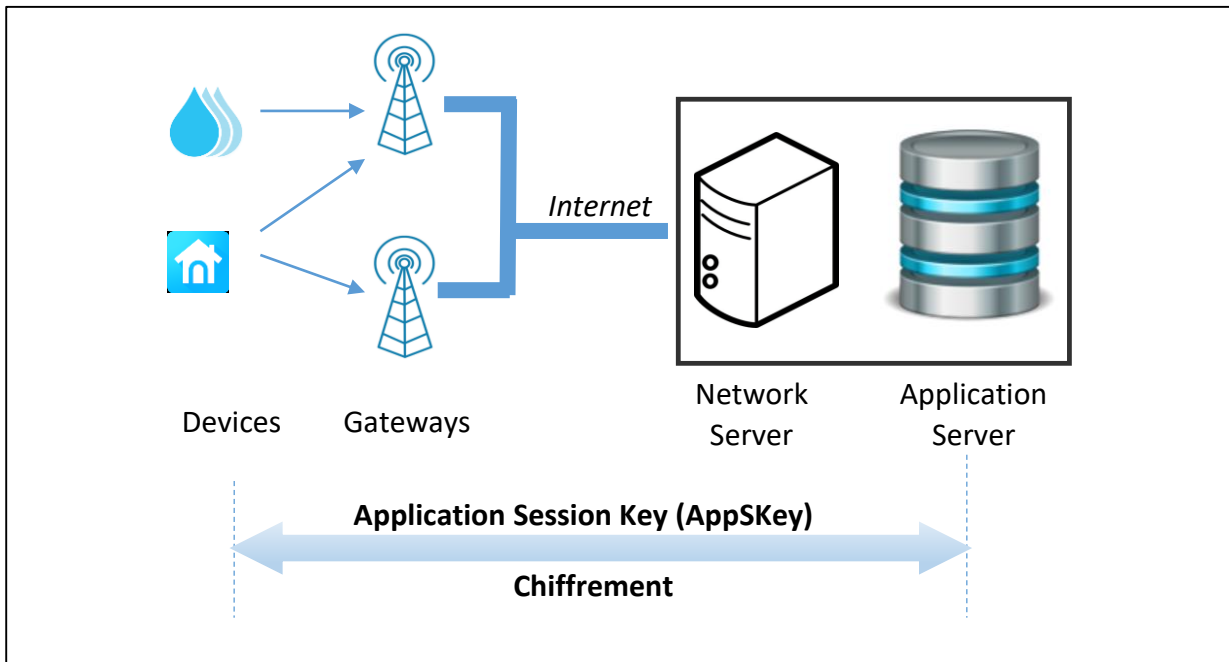 Internet
Devices
Gateways
Network
Server
Application
Server
Application Session Key (AppSKey)
Chiffrement